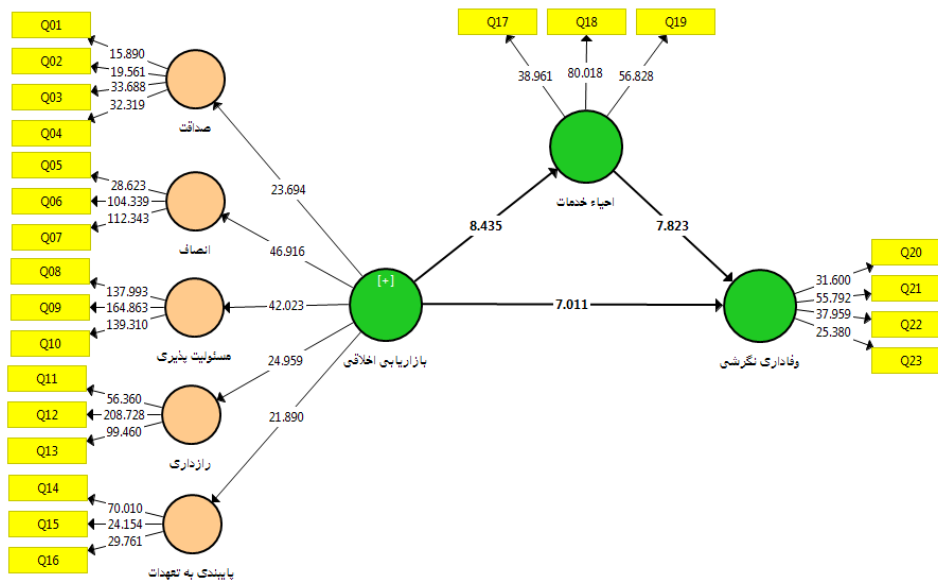 Q01
Q02
Q03
Q04
15.890
19.561
33.688
32.319
صداقت
Q05
Q06
Q07
28.623
104.339
112.343
انصاف
Q08
Q09
Q10
137.993
164.863
139.310
مسئولیت پذیری
Q11
Q12
Q13
56.360
208.728
99.460
رازداری
Q14
Q15
Q16
70.010
24.154
29.761
پایبندی به تعهدات
23.694
46.916
42.023
24.959
21.890
[+]
بازاریابی اخلاقی
8.435
7.011
7.823
Q17
Q18
Q19
38.961
80.018
56.828
احیاء خدمات
Q20
Q21
Q22
Q23
31.600
55.792
37.959
25.380
وفاداری نگرشی